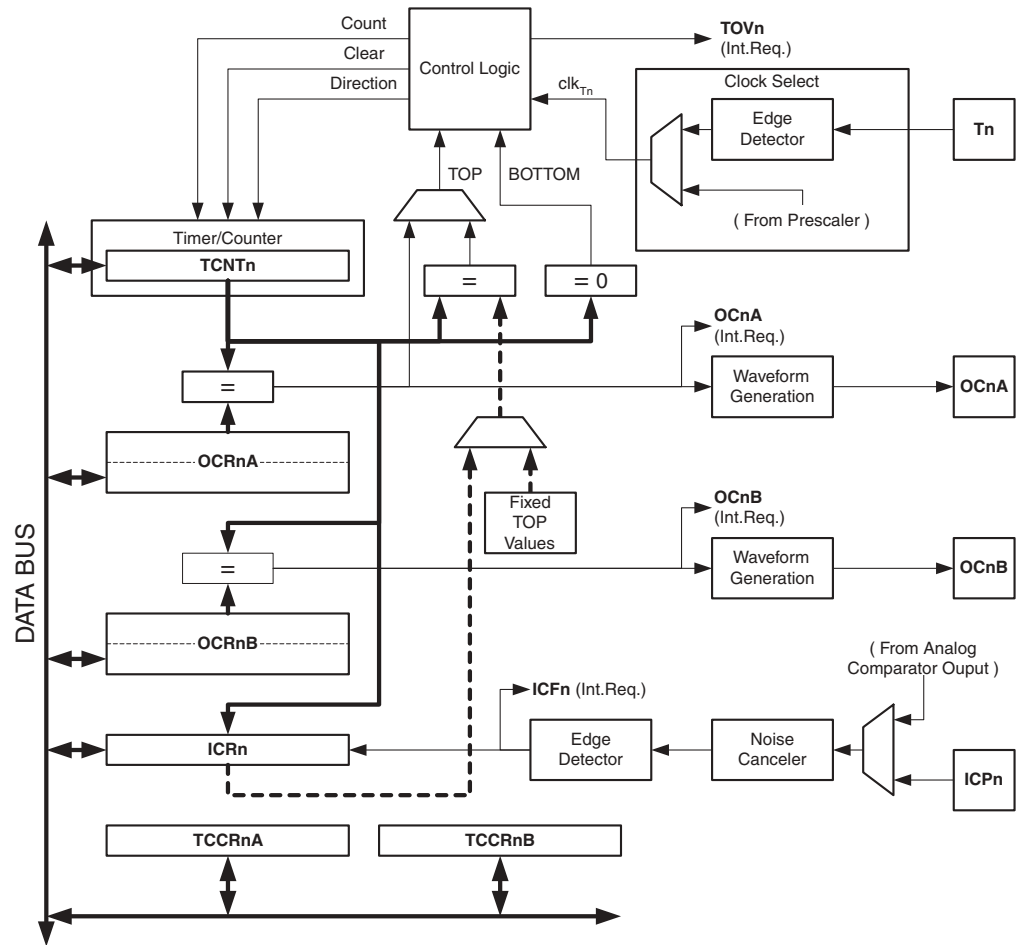 Count
Clear
Direction
Control Logic
TOVn
(Int.Req.)
clkTn
Clock Select
Edge
Detector
Tn
( From Prescaler )
TOP
BOTTOM
Timer/Counter
TCNTn
=
= 0
OCnA
(Int.Req.)
=
Waveform
Generation
OCnA
OCRnA
Fixed
TOP
Values
OCnB
(Int.Req.)
=
Waveform
Generation
OCnB
OCRnB
DATA BUS
( From Analog
Comparator Ouput )
ICFn (Int.Req.)
ICRn
Edge
Detector
Noise
Canceler
ICPn
TCCRnA
TCCRnB